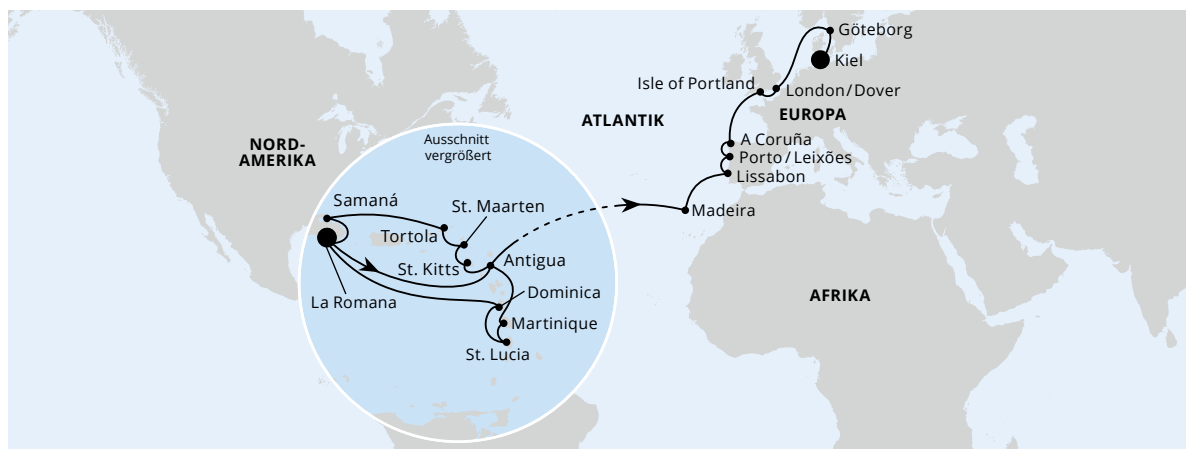 Göteborg
Kiel
Isle of Portland
London/Dover
EUROPA
ATLANTIK
A Coruña
Porto/Leixões
Lissabon
Madeira
NORD-
AMERIKA
Ausschnitt
vergrößert
Samaná
St. Maarten
Tortola
St. Kitts
Antigua
La Romana
Dominica
Martinique
St. Lucia
AFRIKA